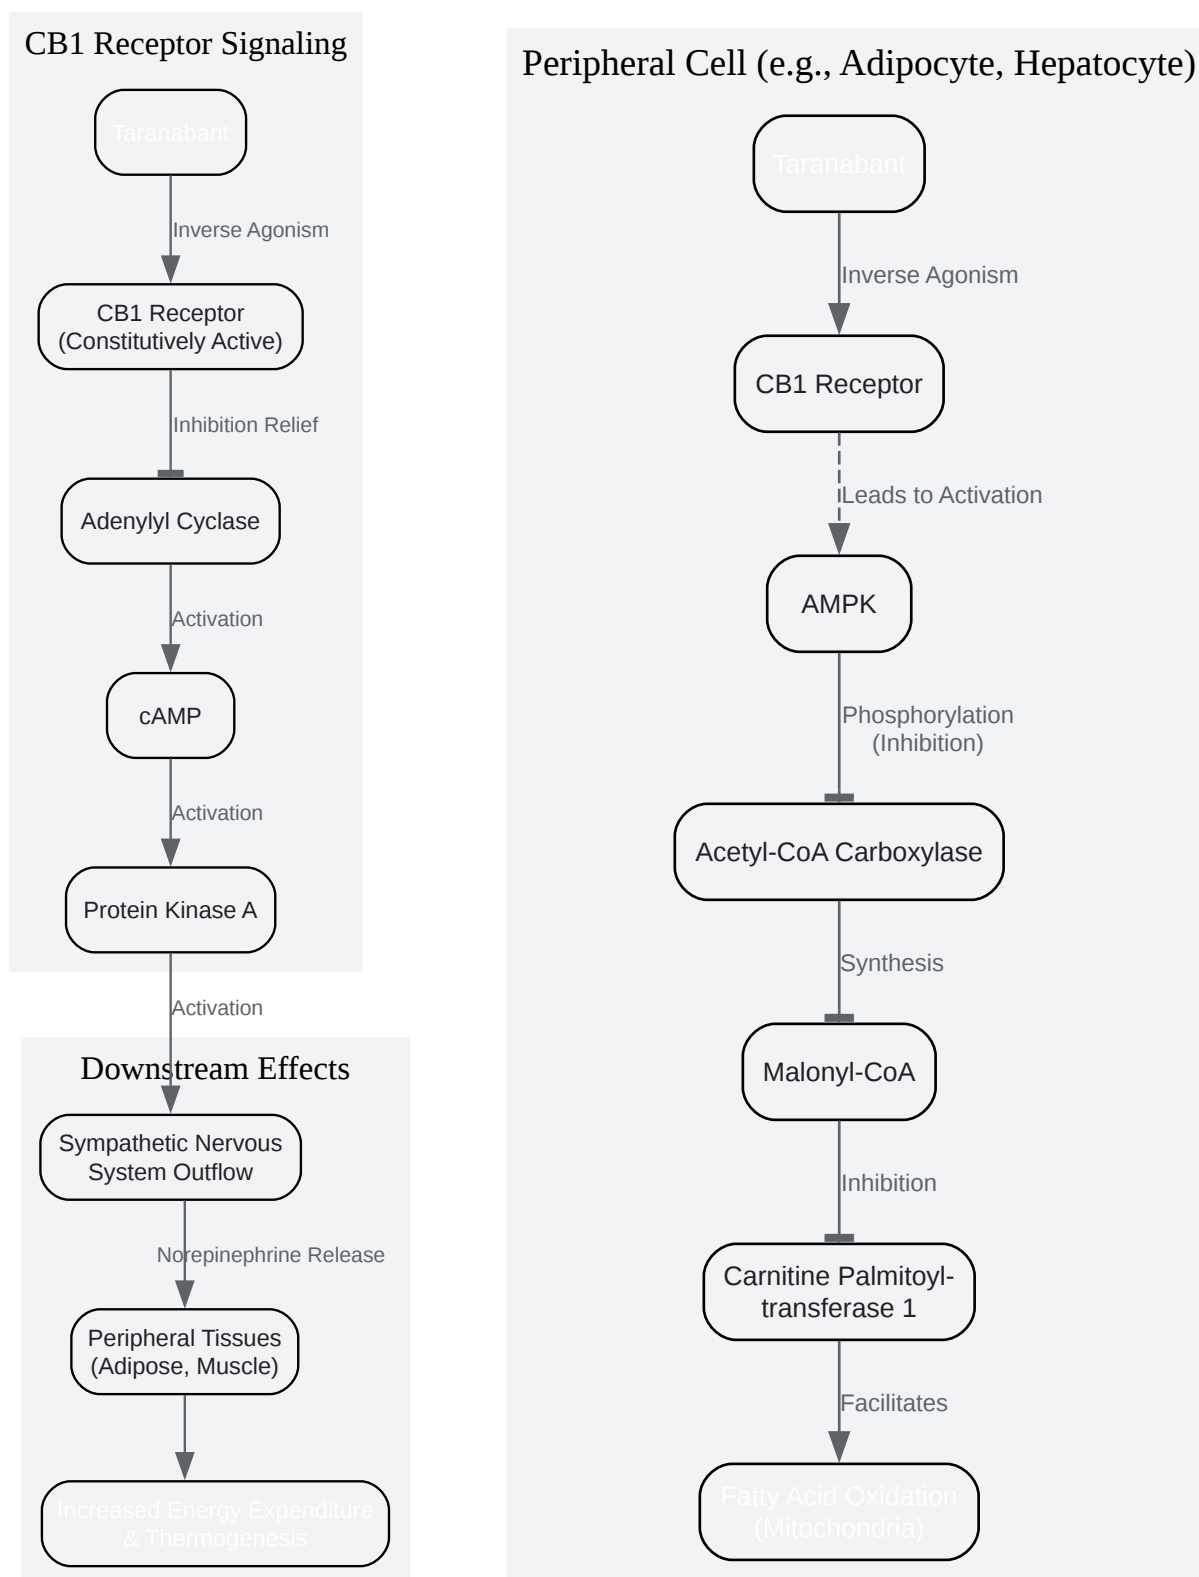 CB1 Receptor Signaling
Taranabant
Inverse Agonism
CB1 Receptor
(Constitutively Active)
Inhibition Relief
Adenylyl Cyclase
Activation
cAMP
Activation
Protein Kinase A
Activation
Downstream Effects
Sympathetic Nervous
System Outflow
Norepinephrine Release
Peripheral Tissues
(Adipose, Muscle)
Increased Energy Expenditure
& Thermogenesis
Peripheral Cell (e.g., Adipocyte, Hepatocyte)
Taranabant
Inverse Agonism
CB1 Receptor
Leads to Activation
AMPK
Phosphorylation
(Inhibition)
Acetyl-CoA Carboxylase
Synthesis
Malonyl-CoA
Inhibition
Carnitine Palmitoyl-
transferase 1
Facilitates
Fatty Acid Oxidation
(Mitochondria)